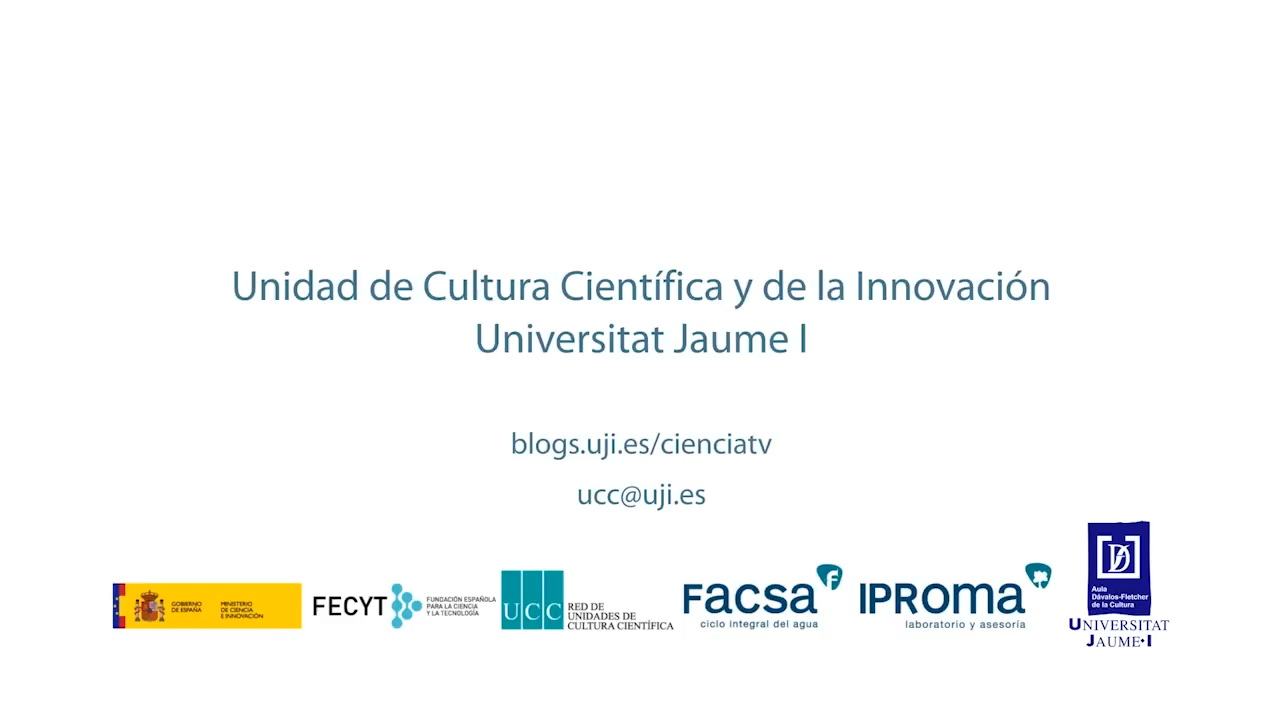 Unidad de Cultura Científica y de la Innovación
Universitat Jaume I
blogs.uji.es/cienciatv
ucc@uji.es
GOBIERNO
DE ESPAÑA
MINISTERIO
DE CIENCIA
E INNOVACIÓN
FECYT
FUNDACIÓN ESPAÑOLA
PARA LA CIENCIA
Y LA TECNOLOGÍA
UCC
RED DE
UNIDADES DE
CULTURA CIENTÍFICA
FACSA
ciclo integral del agua
IPROMA
laboratorio y asesoría
Aula
Dávalos-Fletcher
de la Cultura
UNIVERSITAT
JAUME·I